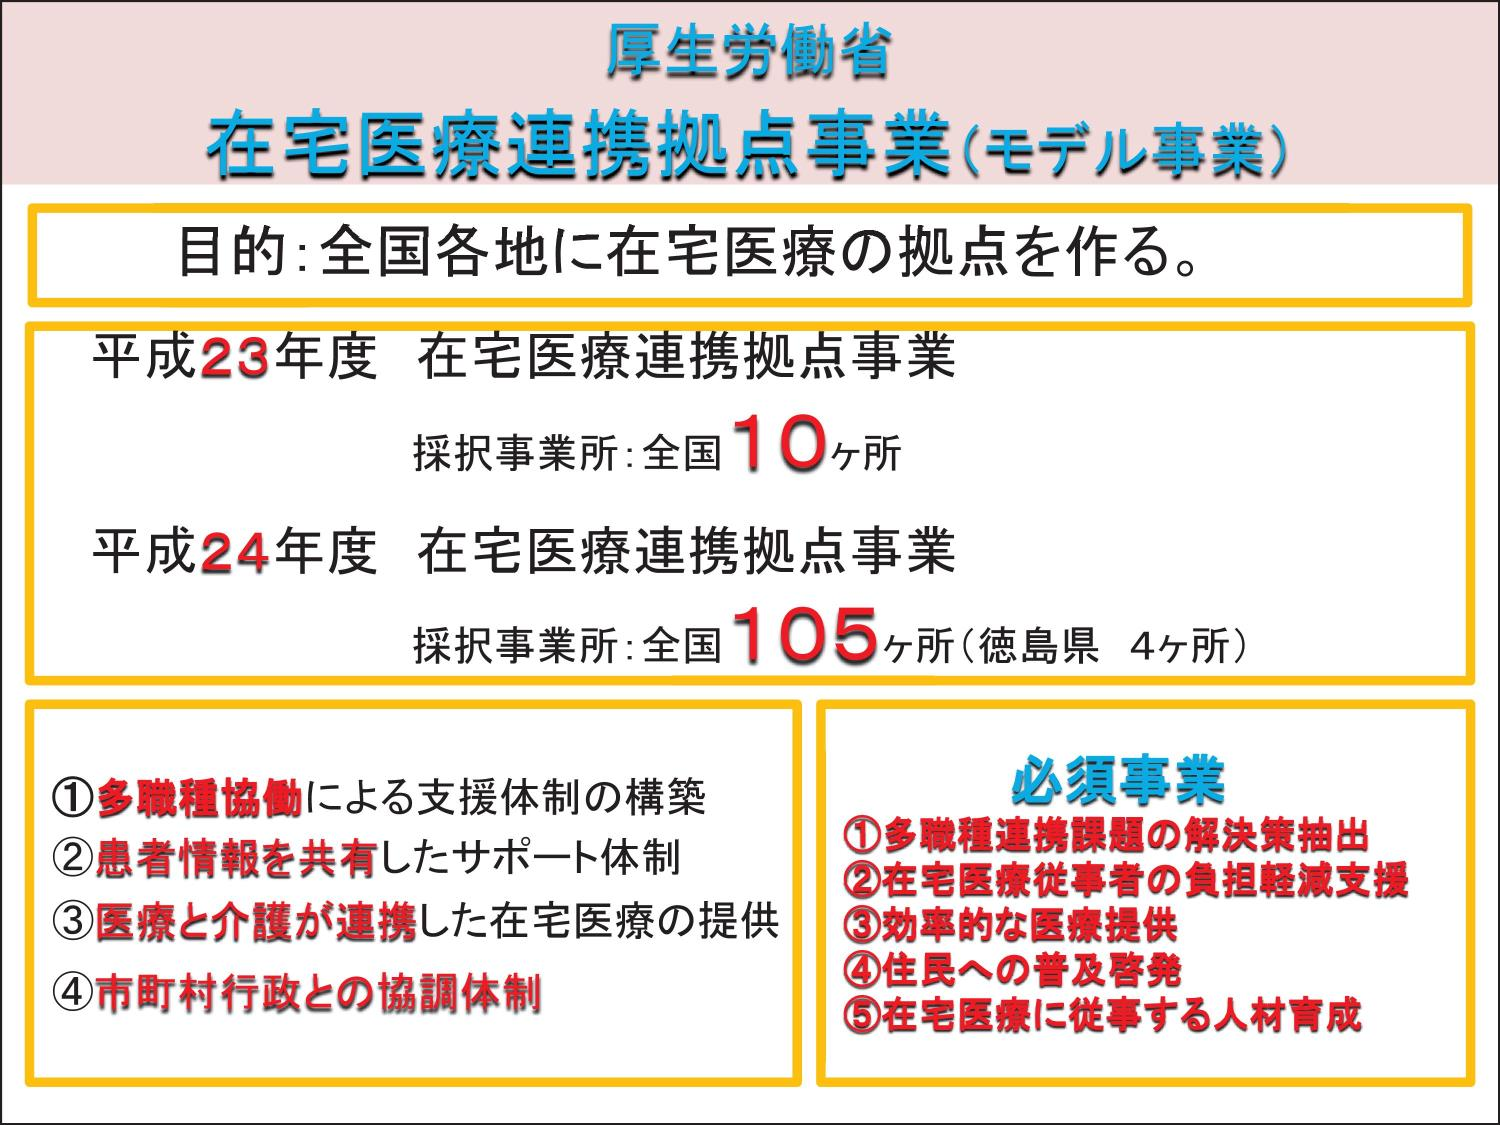 厚生労働省
在宅医療連携拠点事業（モデル事業）
目的：全国各地に在宅医療の拠点を作る。
平成２３年度　在宅医療連携拠点事業
採択事業所：全国１０ヶ所
平成２４年度　在宅医療連携拠点事業
採択事業所：全国１０５ヶ所（徳島県　４ヶ所）
①多職種協働による支援体制の構築
②患者情報を共有したサポート体制
③医療と介護が連携した在宅医療の提供
④市町村行政との協調体制
必須事業
①多職種連携課題の解決策抽出
②在宅医療従事者の負担軽減支援
③効率的な医療提供
④住民への普及啓発
⑤在宅医療に従事する人材育成